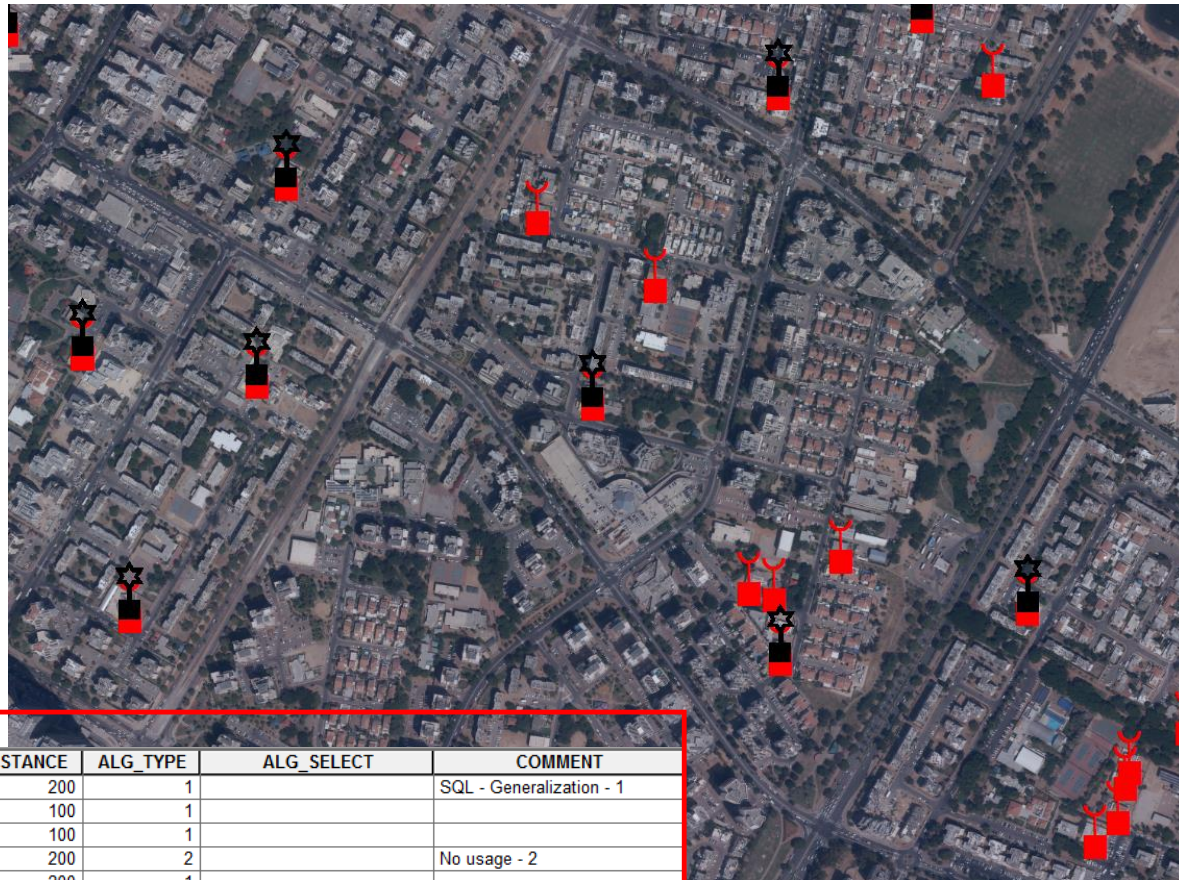 STANCE ALG_TYPE ALG_SELECT COMMENT
200 1 SQL - Generalization - 1
100 1
100 1
200 2 No usage - 2